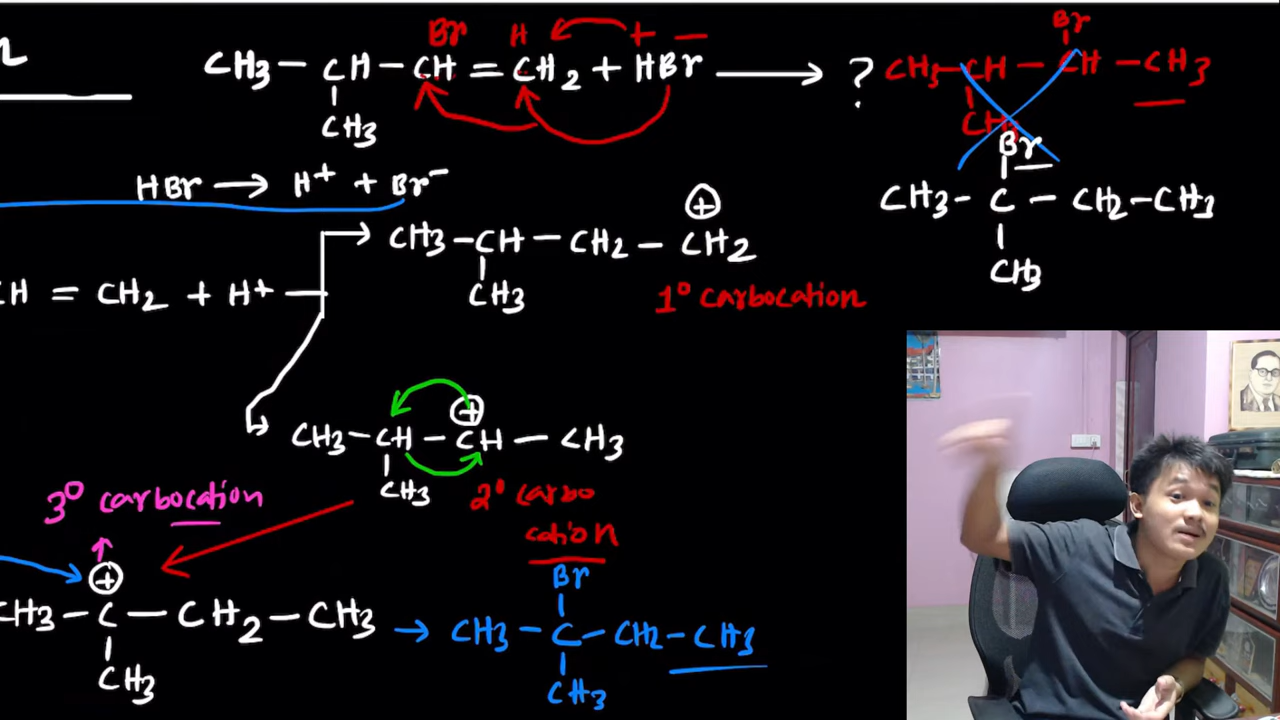 Br H + −
CH3 − CH − CH = CH2 + HBr ⟶ ?
CH3
Br
CH3 − CH − CH − CH3
CH3
HBr ⟶ H+ + Br−
Br
CH3 − C − CH2 − CH3
CH3
⊕
CH3 − CH − CH2 − CH2
CH3
1° carbocation
CH = CH2 + H+
⊕
CH3 − CH − CH − CH3
CH3
2° carbo
cation
3° carbocation
⊕
CH3 − C − CH2 − CH3 →
CH3
Br
CH3 − C − CH2 − CH3
CH3